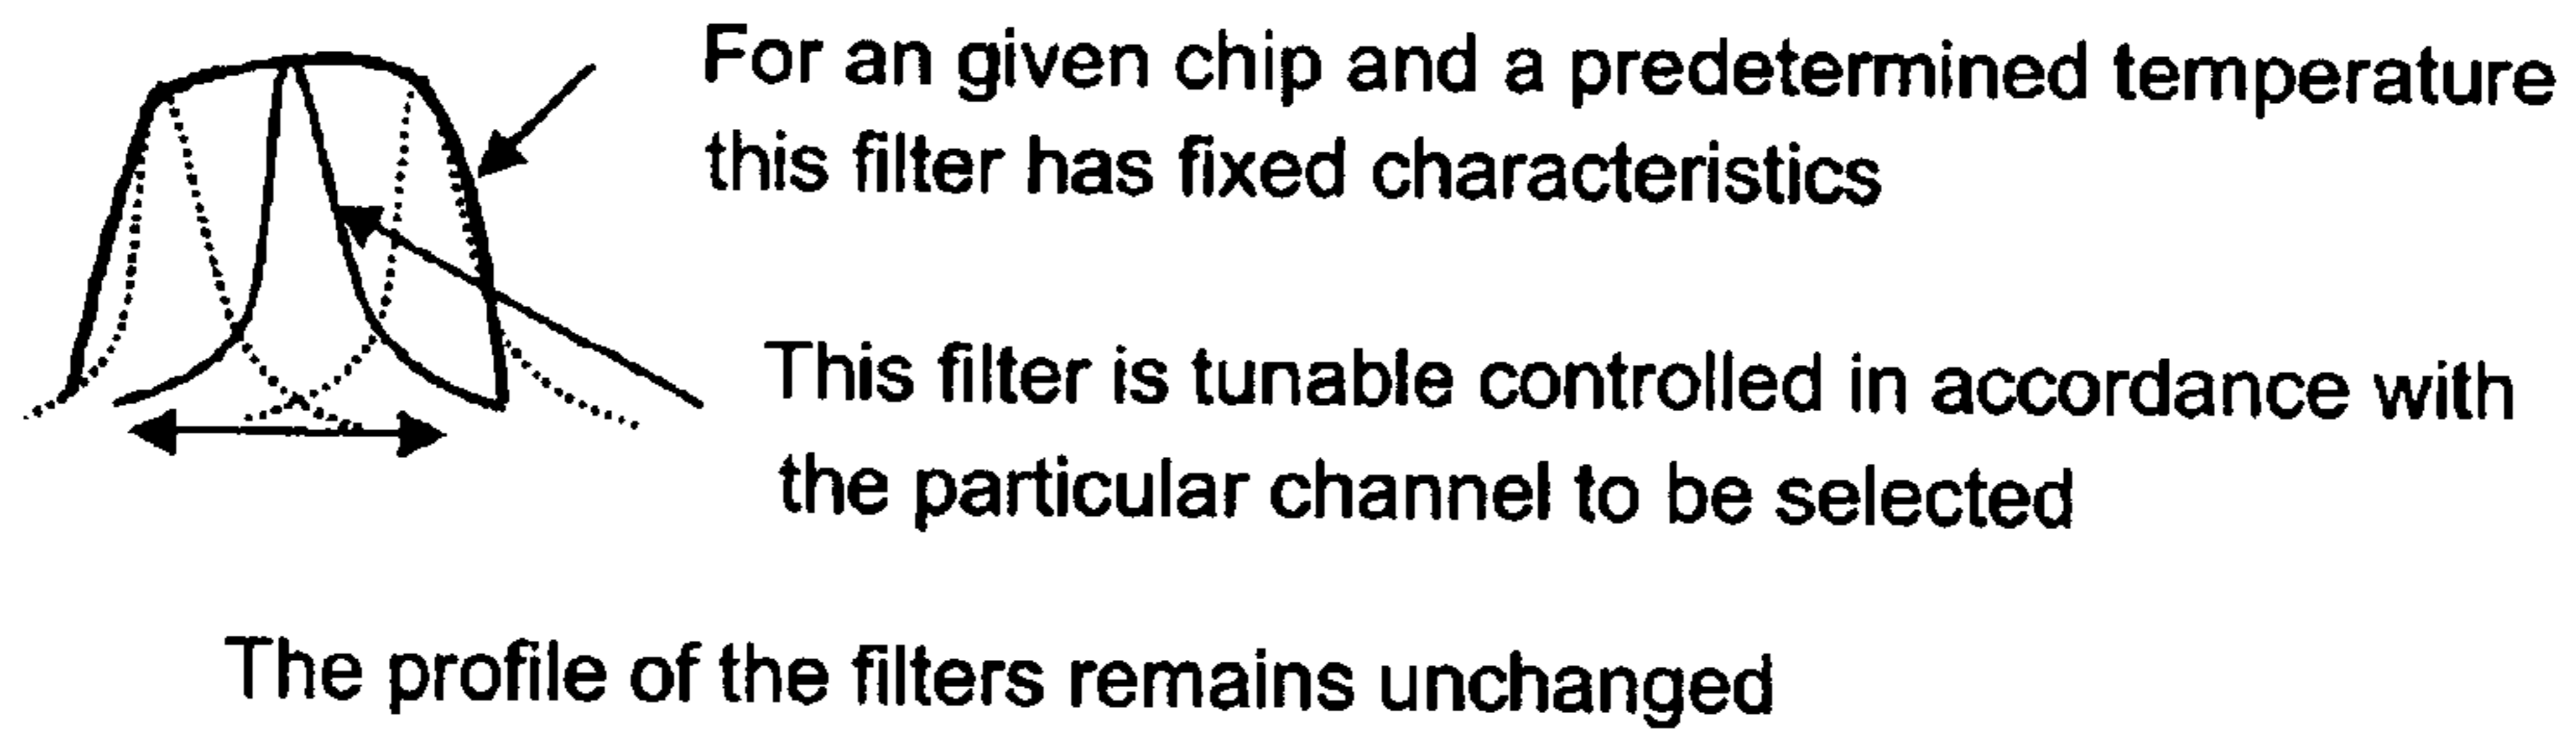 For an given chip and a predetermined temperature
this filter has fixed characteristics
This filter is tunable controlled in accordance with
the particular channel to be selected
The profile of the filters remains unchanged